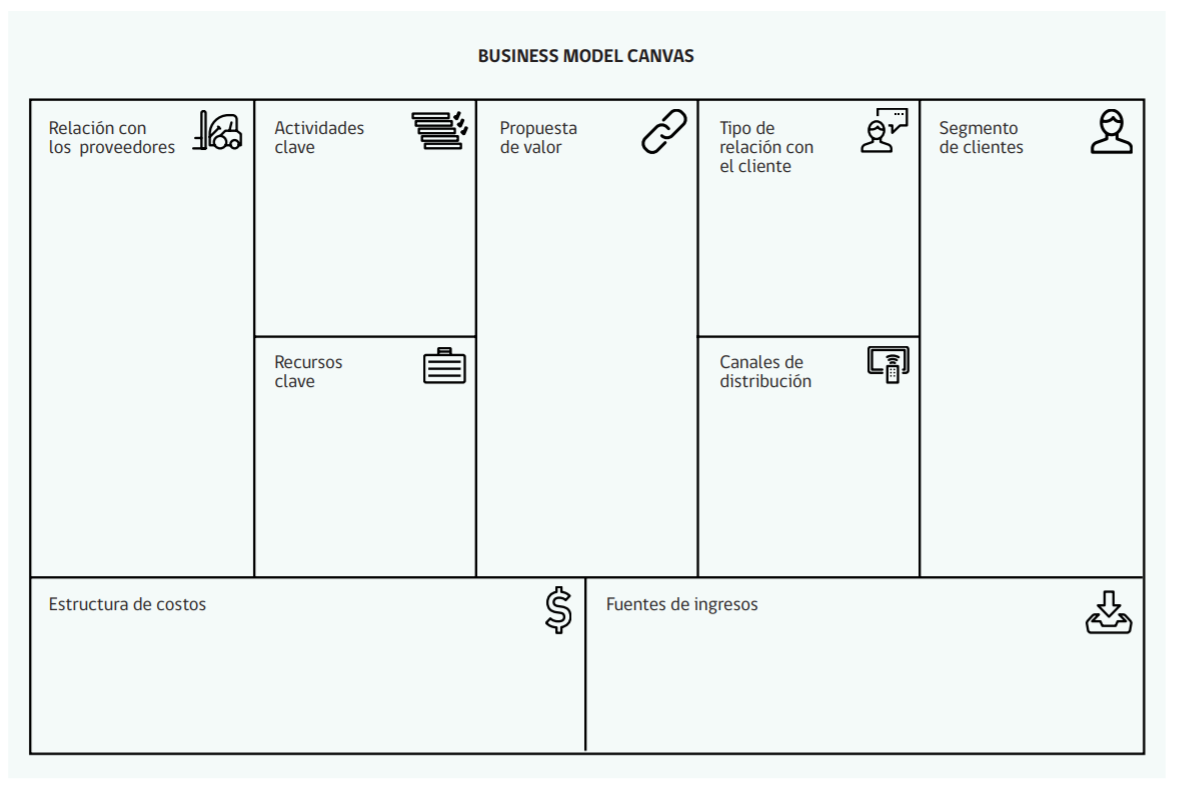 BUSINESS MODEL CANVAS
Relación con
los proveedores
Actividades
clave
Propuesta
de valor
Tipo de
relación con
el cliente
Segmento
de clientes
Recursos
clave
Canales de
distribución
Estructura de costos
Fuentes de ingresos